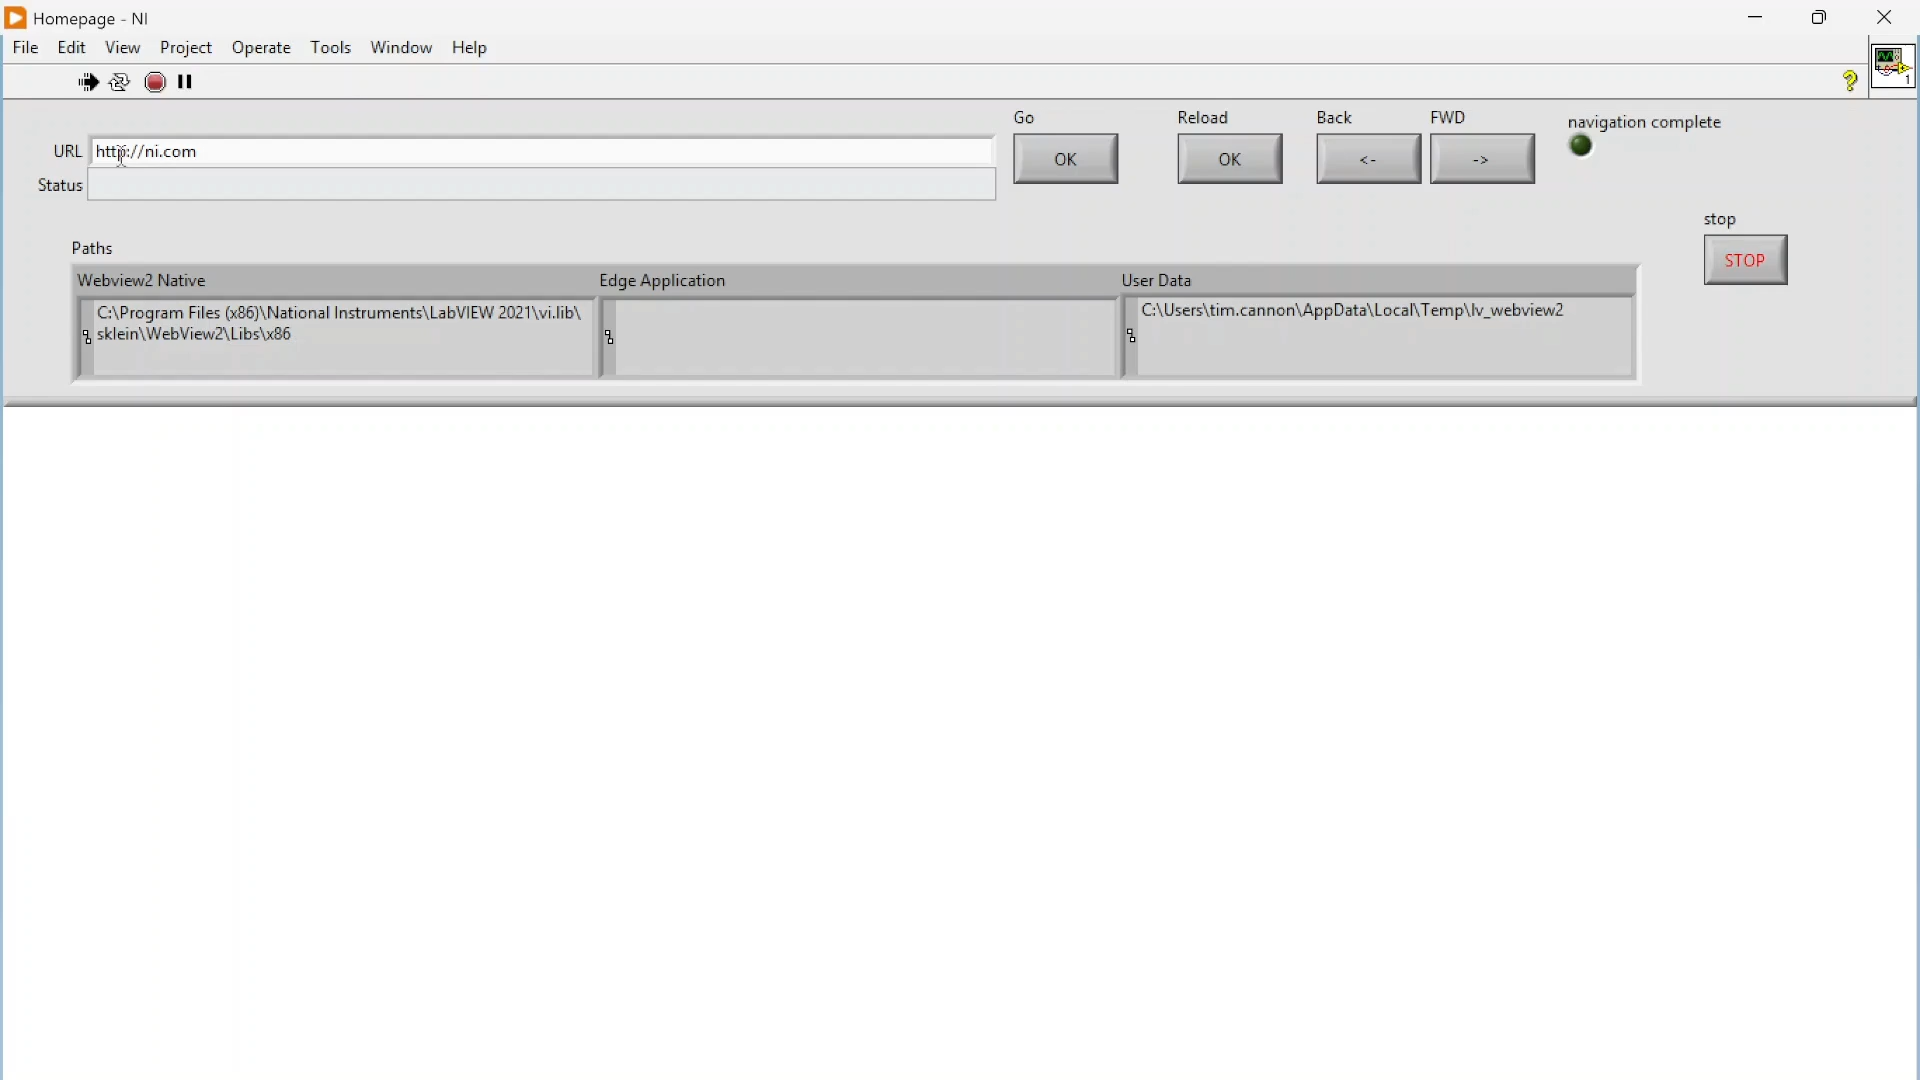 Homepage - NI
File Edit View Project Operate Tools Window Help
?
1
Go
Reload
Back
FWD
navigation complete
URL http://ni.com
OK
OK
<-
->
Status
stop
STOP
Paths
Webview2 Native
Edge Application
User Data
C:\Program Files (x86)\National Instruments\LabVIEW 2021\vi.lib\
sklein\WebView2\Libs\x86
C:\Users\tim.cannon\AppData\Local\Temp\lv_webview2